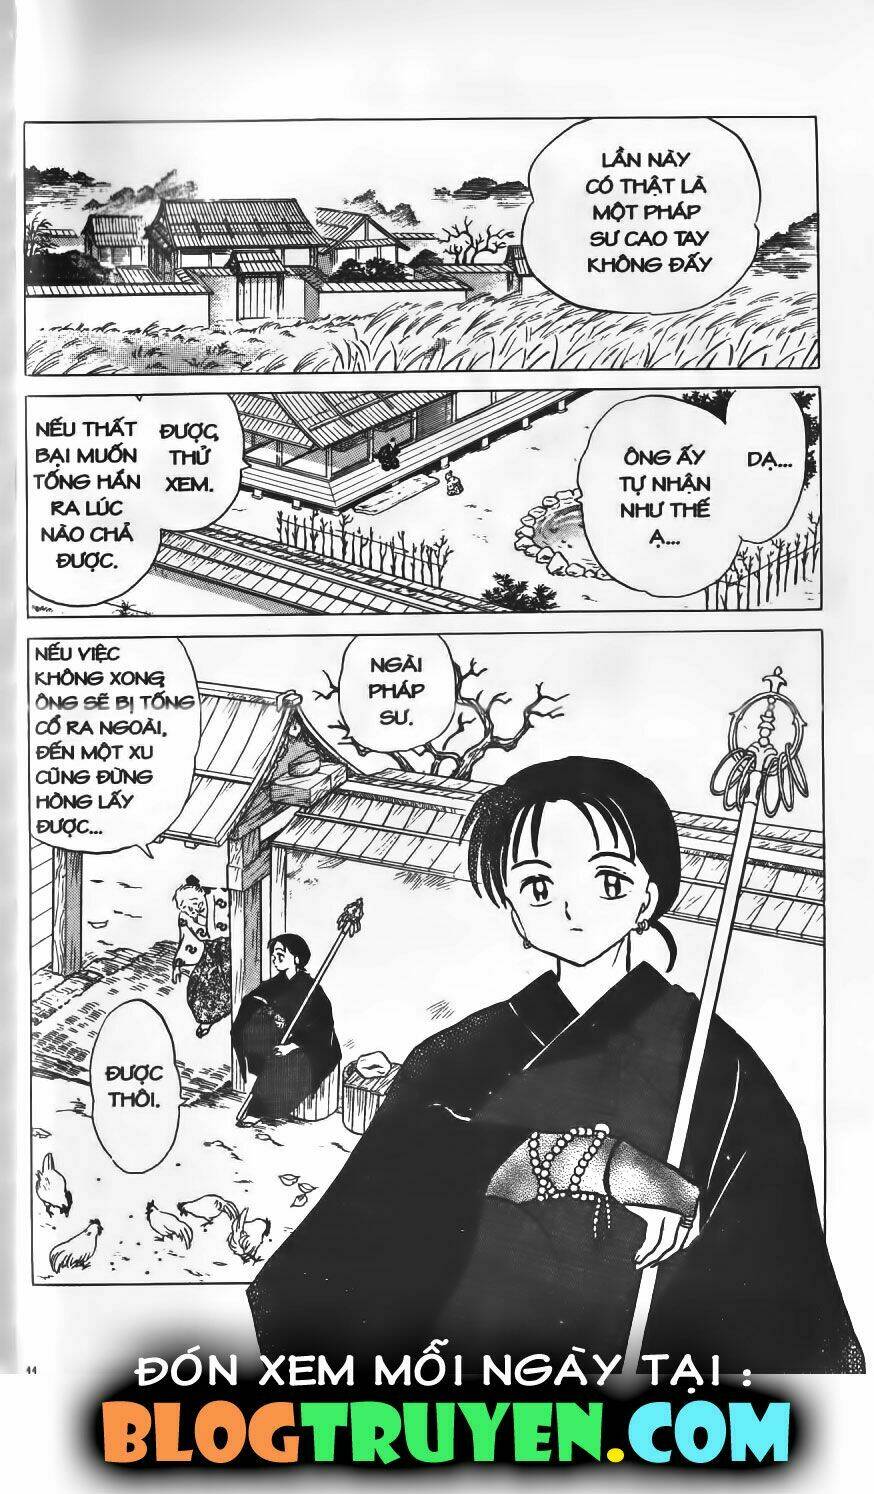 LẦN NÀY
CÓ THẬT LÀ
MỘT PHÁP
SƯ CAO TAY
KHÔNG ĐẤY
DẠ...
ÔNG ẤY
TỰ NHẬN
NHƯ THẾ
Ạ...
ĐƯỢC,
THỬ
XEM.
NẾU THẤT
BẠI MUỐN
TỐNG HẮN
RA LÚC
NÀO CHẢ
ĐƯỢC.
NGÀI
PHÁP
SƯ.
NẾU VIỆC
KHÔNG XONG,
ÔNG SẼ BỊ TỐNG
CỔ RA NGOÀI,
ĐẾN MỘT XU
CŨNG ĐỪNG
HÒNG LẤY
ĐƯỢC...
ĐƯỢC
THÔI.
44
ĐÓN XEM MỖI NGÀY TẠI :
BLOGTRUYEN.COM